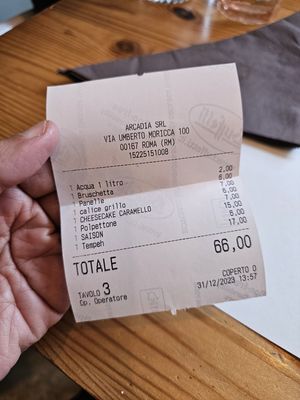 ARCADIA SRL
VIA UMBERTO MORICCA 100
00167 ROMA (RM)
15225151008
1 Acqua 1 litro 2,00
1 Bruschetta 6,00
1 Panelle 7,00
1 calice grillo 6,00
1 CHEESECAKE CARAMELLO 7,00
1 Polpettone 15,00
1 SAISON 6,00
1 Tempeh 17,00
TOTALE 66,00
TAVOLO 3 COPERTO 0
Op. Operatore 31/12/2023 13:57